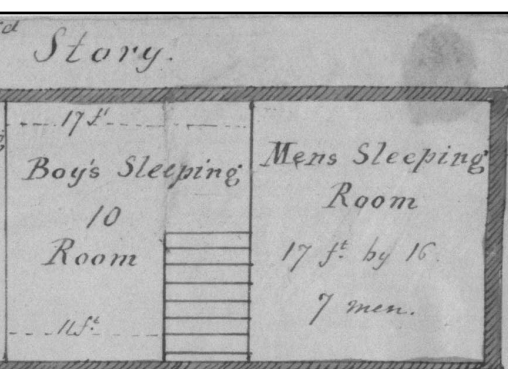 Story.
17 ft
Boy's Sleeping
10
Room
11 ft.
Mens Sleeping
Room
17 ft. by 16.
7 men.